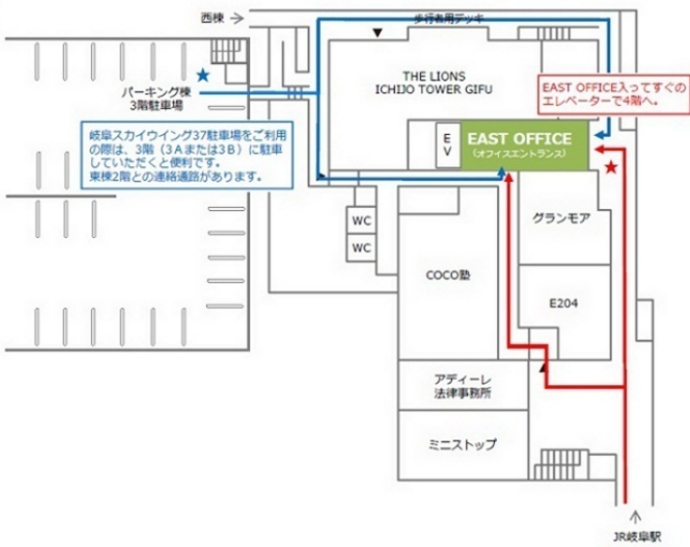 西棟
歩行者用デッキ
パーキング棟
3階駐車場
THE LIONS
ICHIJO TOWER GIFU
EAST OFFICE入ってすぐの
エレベーターで4階へ。
岐阜スカイウイング37駐車場をご利用
の際は、3階（3Aまたは3B）に駐車
していただくと便利です。
東棟2階との連絡通路があります。
E
V
EAST OFFICE
（オフィスエントランス）
WC
WC
グランモア
COCO塾
E204
アディーレ
法律事務所
ミニストップ
JR岐阜駅